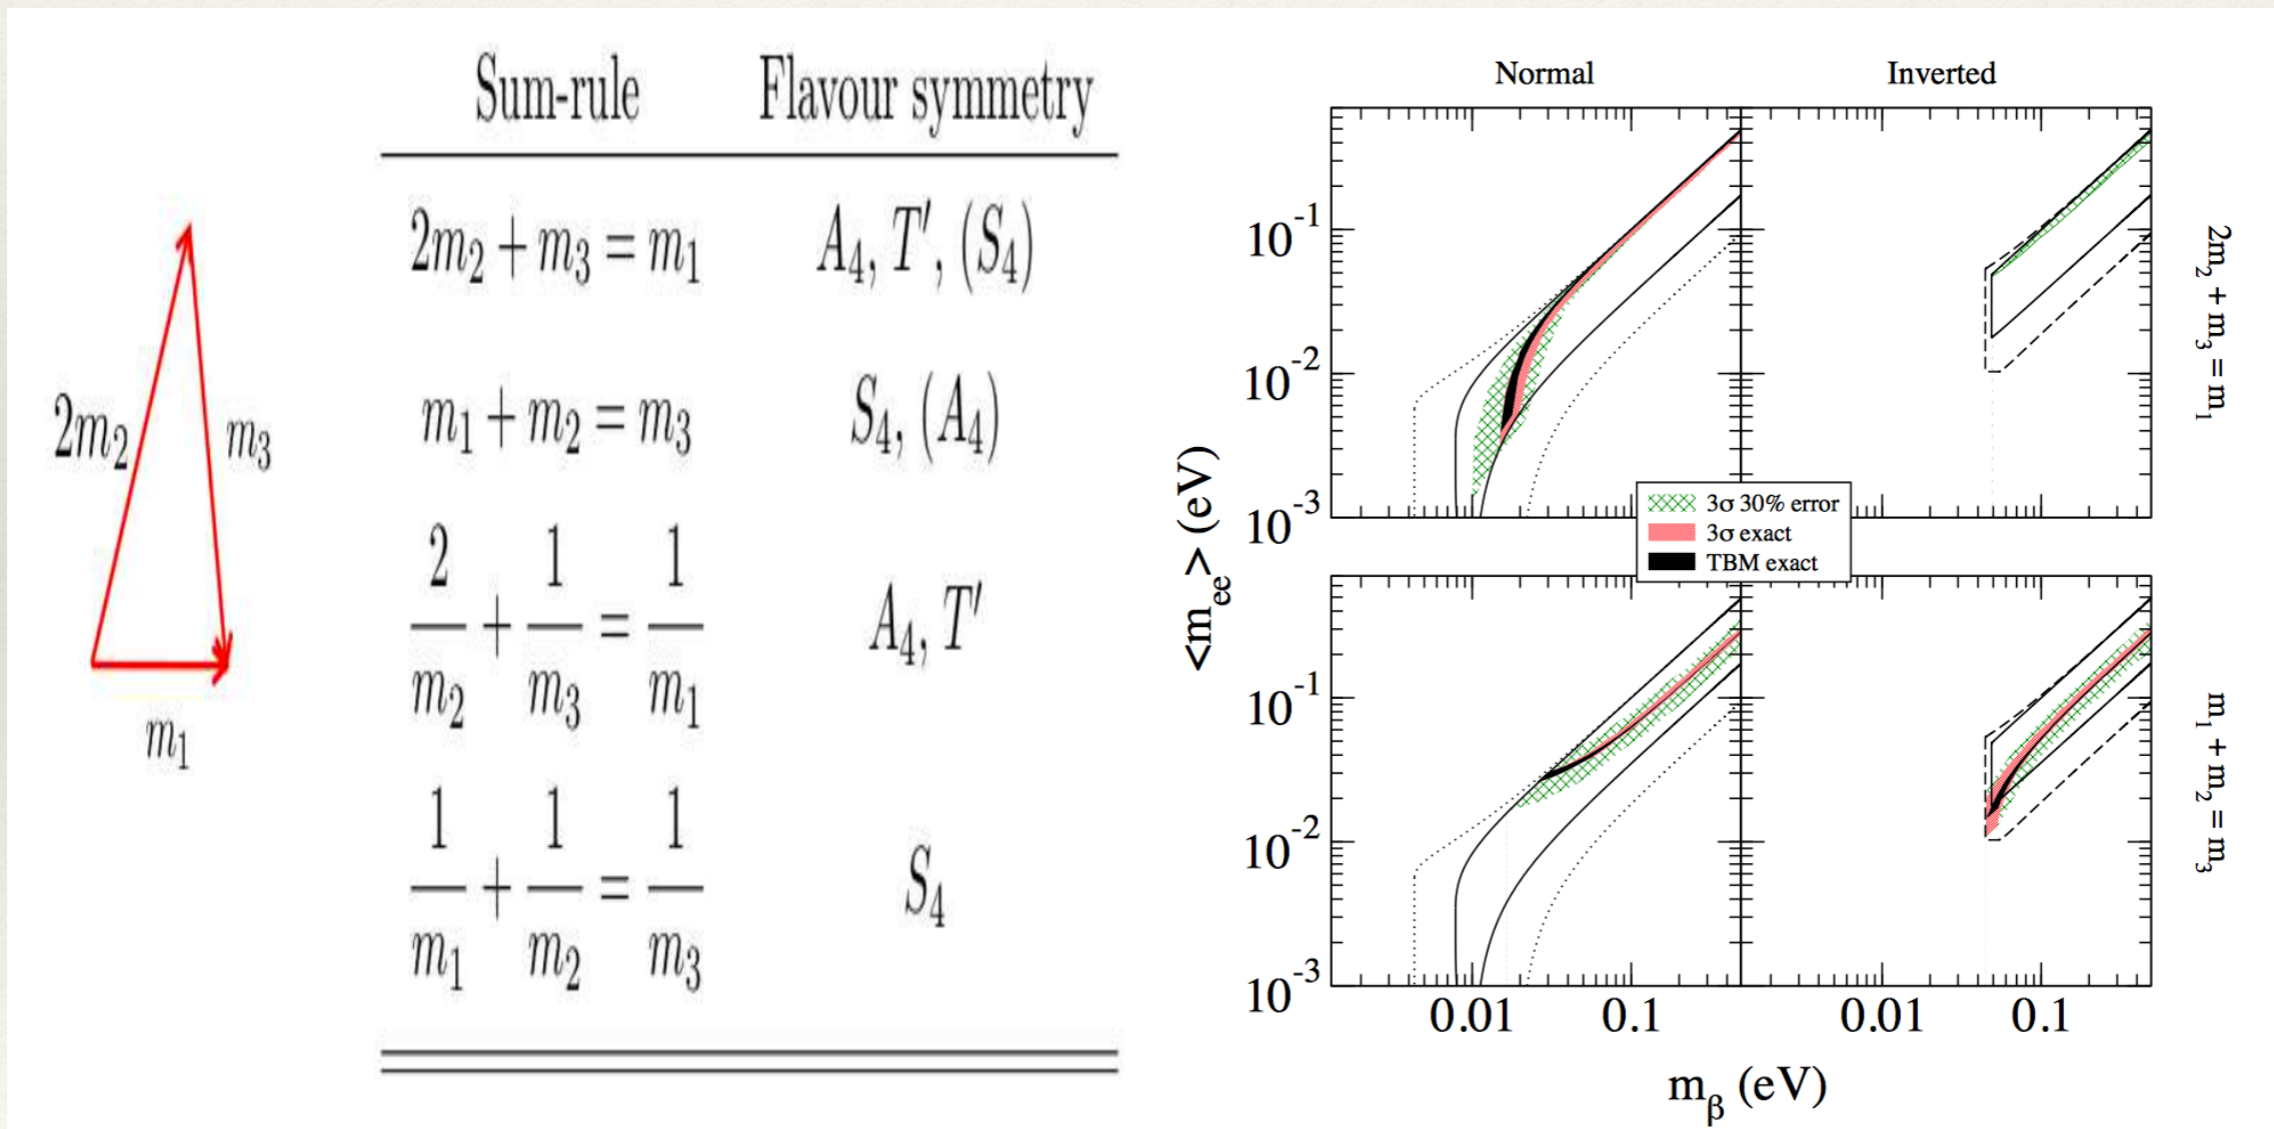 2m₂
m₃
m₁
Sum-rule Flavour symmetry
2m₂ + m₃ = m₁ A₄, T′, (S₄)
m₁ + m₂ = m₃ S₄, (A₄)
2/m₂ + 1/m₃ = 1/m₁ A₄, T′
1/m₁ + 1/m₂ = 1/m₃ S₄
Normal Inverted
10⁻¹
10⁻²
10⁻³
2m₂ + m₃ = m₁
3σ 30% error
3σ exact
TBM exact
<mₑₑ> (eV)
10⁻¹
10⁻²
10⁻³
m₁ + m₂ = m₃
0.01 0.1 0.01 0.1
mᵦ (eV)